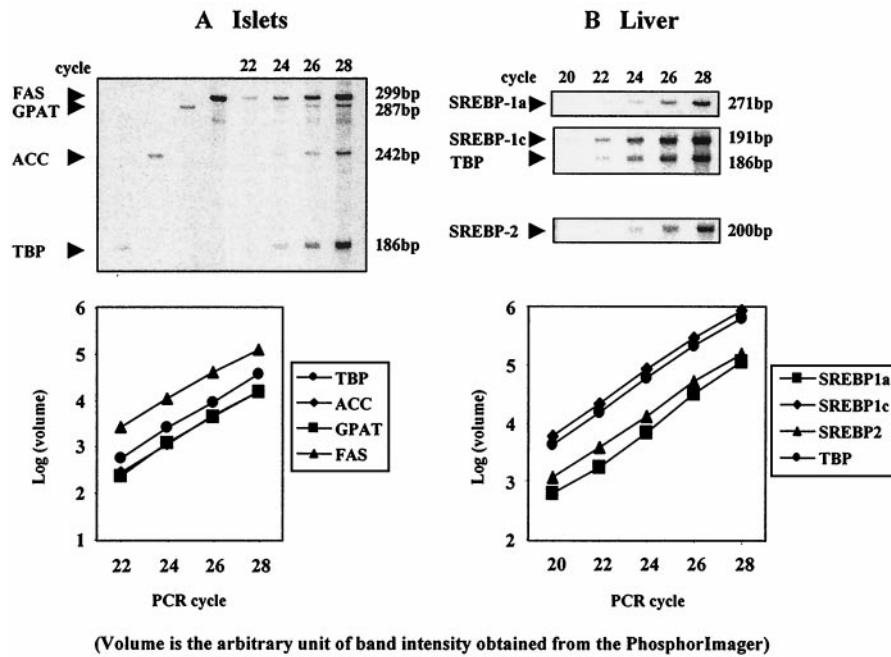 A Islets
cycle 22 24 26 28
FAS 299bp
GPAT 287bp
ACC 242bp
TBP 186bp
6
5
4
3
2
1
Log (volume)
22 24 26 28
PCR cycle
TBP
ACC
GPAT
FAS
B Liver
cycle 20 22 24 26 28
SREBP-1a 271bp
SREBP-1c 191bp
TBP 186bp
SREBP-2 200bp
6
5
4
3
2
Log (volume)
20 22 24 26 28
PCR cycle
SREBP1a
SREBP1c
SREBP2
TBP
(Volume is the arbitrary unit of band intensity obtained from the PhosphorImager)